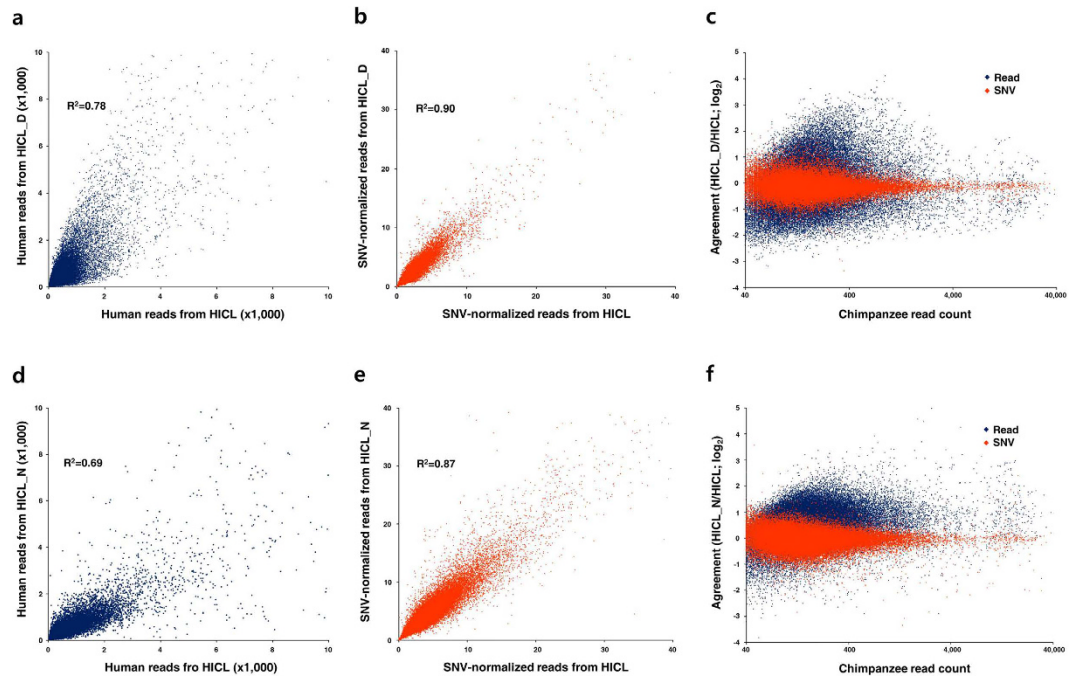 a
Human reads from HICL_D (x1,000)
10
8
6
4
2
0
R²=0.78
0 2 4 6 8 10
Human reads from HICL (x1,000)
b
SNV-normalized reads from HICL_D
40
30
20
10
0
R²=0.90
0 10 20 30 40
SNV-normalized reads from HICL
c
Agreement (HICL_D/HICL; log₂)
5
4
3
2
1
0
-1
-2
-3
-4
Read
SNV
40 400 4,000 40,000
Chimpanzee read count
d
Human reads from HICL_N (x1,000)
10
8
6
4
2
0
R²=0.69
0 2 4 6 8 10
Human reads fro HICL (x1,000)
e
SNV-normalized reads from HICL_N
40
30
20
10
0
R²=0.87
0 10 20 30 40
SNV-normalized reads from HICL
f
Agreement (HICL_N/HICL; log₂)
5
4
3
2
1
0
-1
-2
-3
-4
Read
SNV
40 400 4,000 40,000
Chimpanzee read count